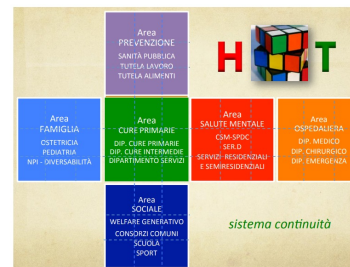 Area
PREVENZIONE
SANITÀ PUBBLICA
TUTELA LAVORO
TUTELA ALIMENTI
H T
Area
FAMIGLIA
OSTETRICIA
PEDIATRIA
NPI - DIVERSABILITÀ
Area
CURE PRIMARIE
DIP. CURE PRIMARIE
DIP. CURE INTERMEDIE
DIPARTIMENTO SERVIZI
Area
SALUTE MENTALE
CSM-SPDC
SER.D
SERVIZI RESIDENZIALI
E SEMIRESIDENZIALI
Area
OSPEDALIERA
DIP. MEDICO
DIP. CHIRURGICO
DIP. EMERGENZA
Area
SOCIALE
WELFARE GENERATIVO
CONSORZI COMUNI
SCUOLA
SPORT
sistema continuità